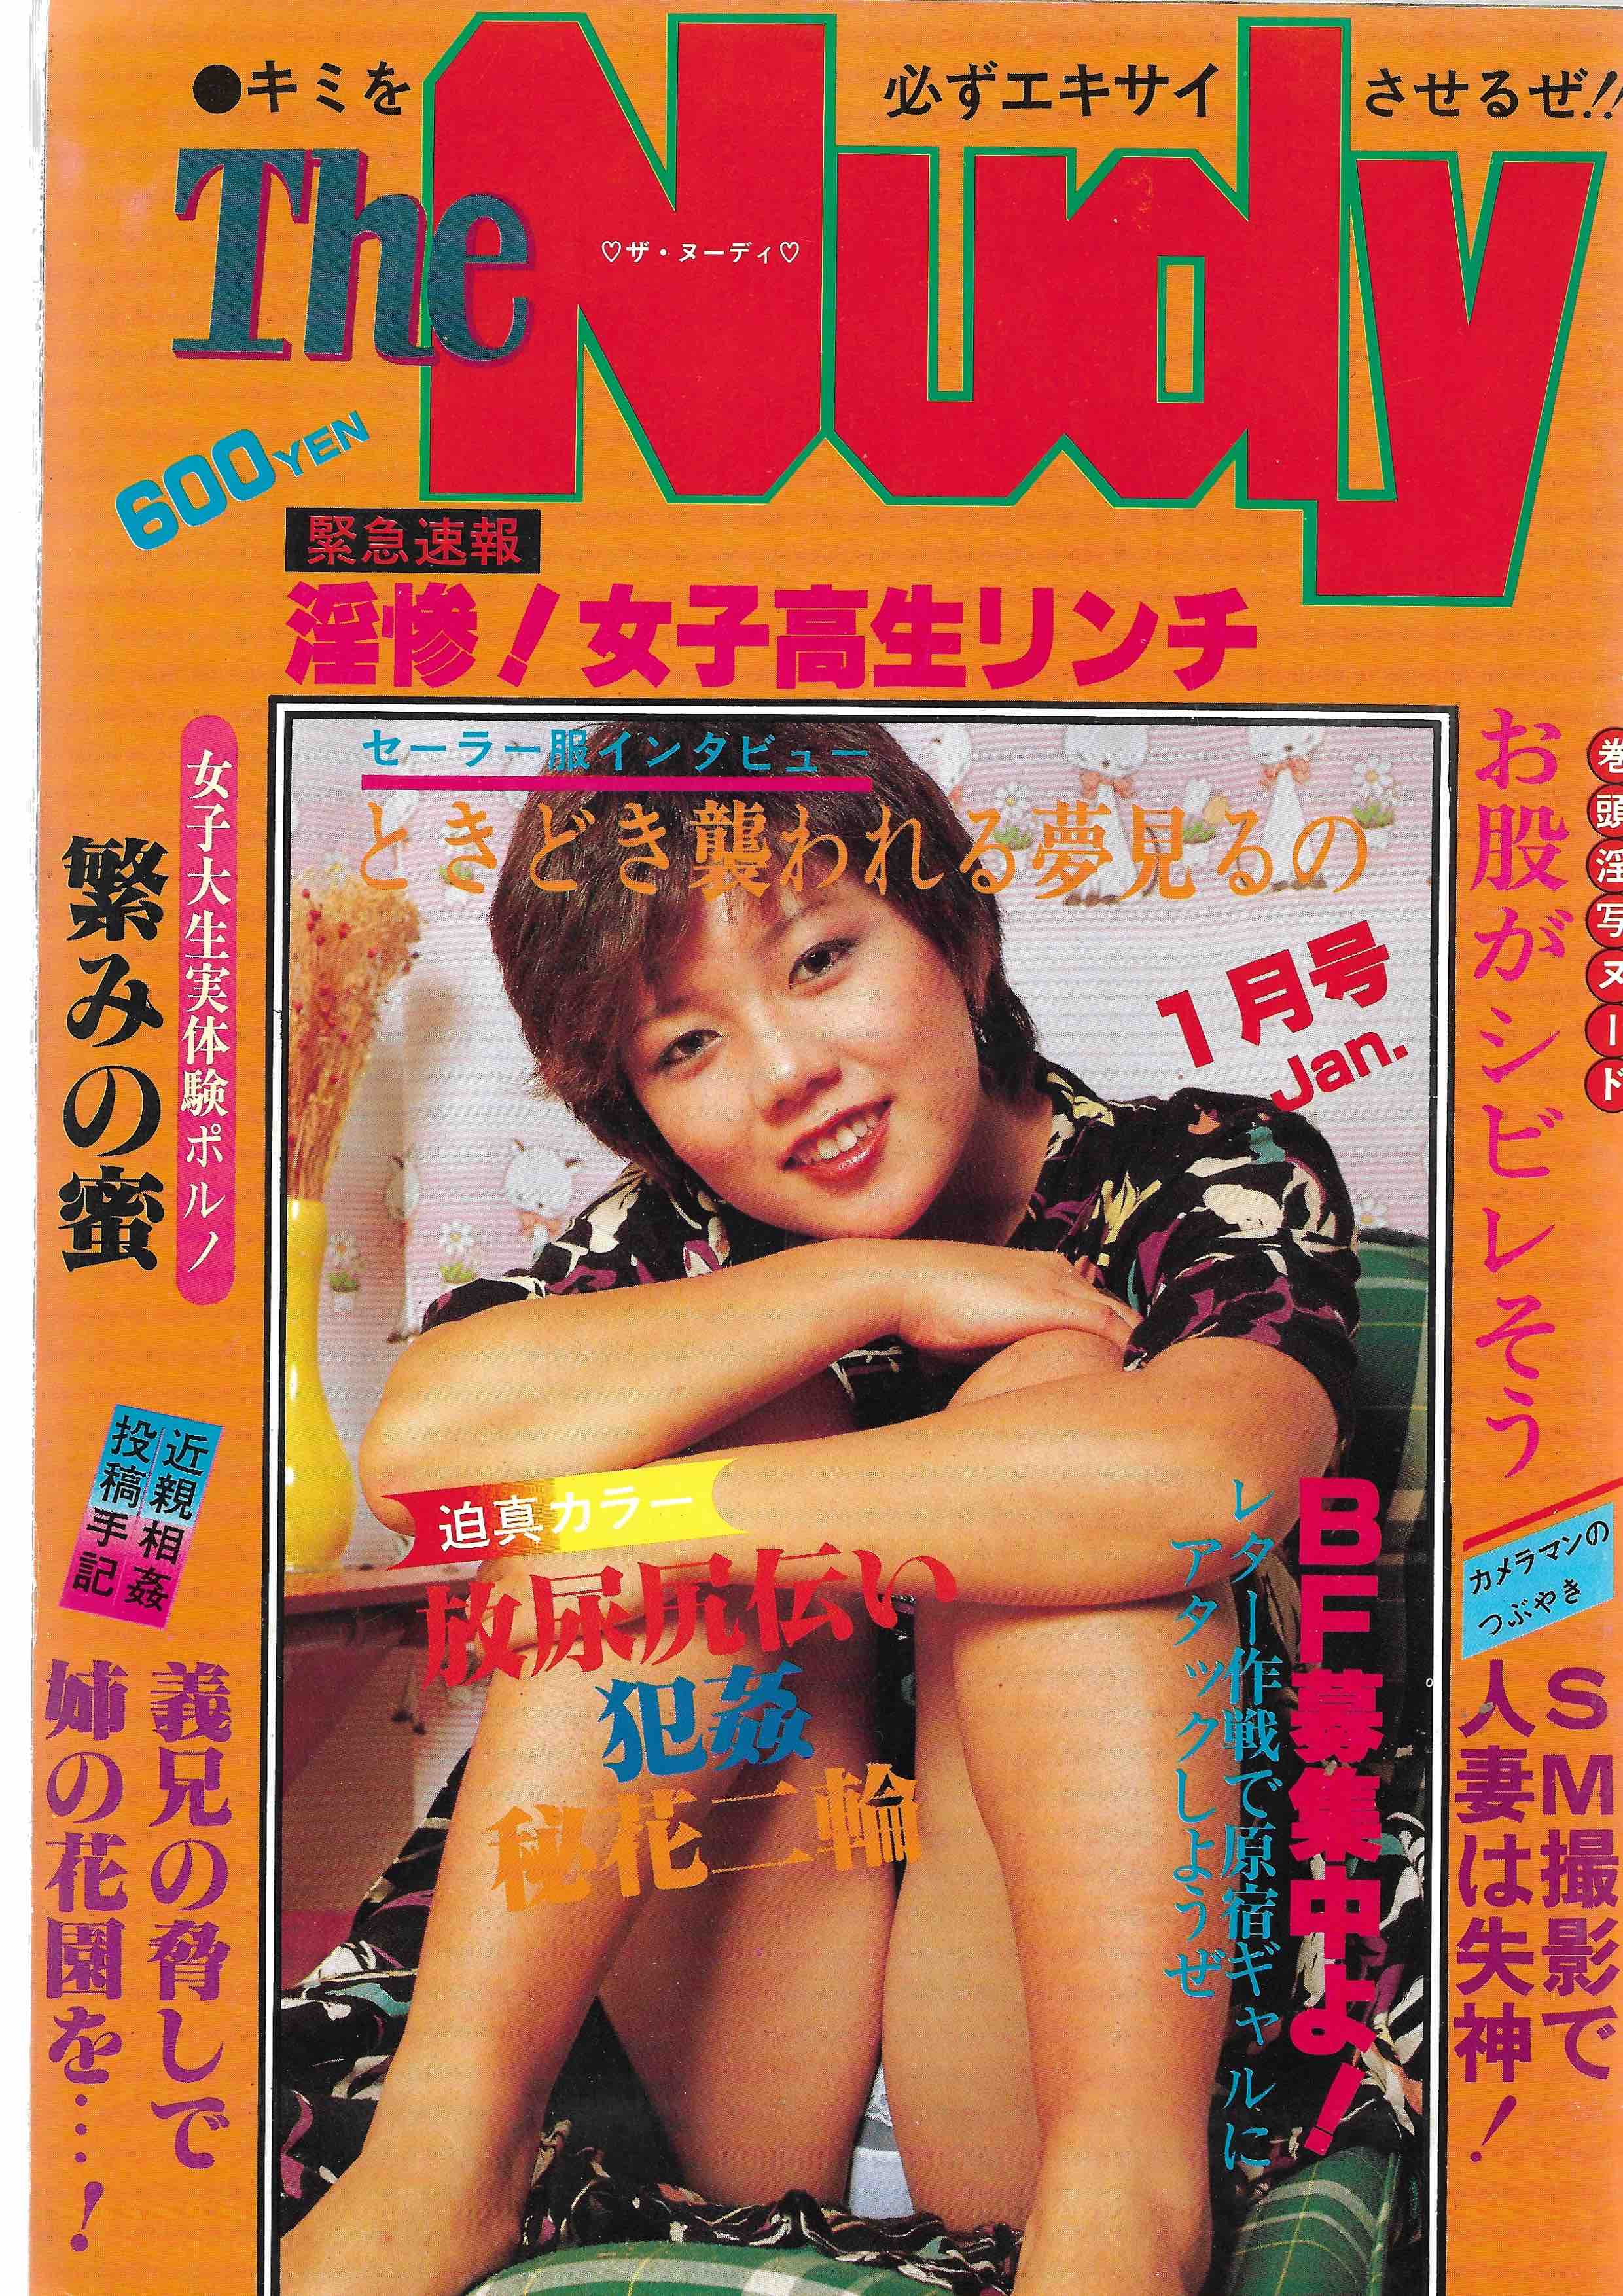 ●キミを
必ずエキサイ
させるぜ!!
The Nudy
♡ザ・ヌーディ♡
600YEN
緊急速報
淫惨!女子高生リンチ
セーラー服インタビュー
ときどき襲われる夢見るの
1月号
Jan.
巻頭淫写ヌード
お股がシビレそう
カメラマンの
つぶやき
SM撮影で
人妻は失神!
BF募集中よ!
レター作戦で原宿ギャルに
アタックしようぜ
迫真カラー
放尿尻伝い
犯姦
秘花二輪
女子大生実体験ポルノ
繁みの蜜
近親相姦
投稿手記
義兄の脅しで
姉の花園を…!